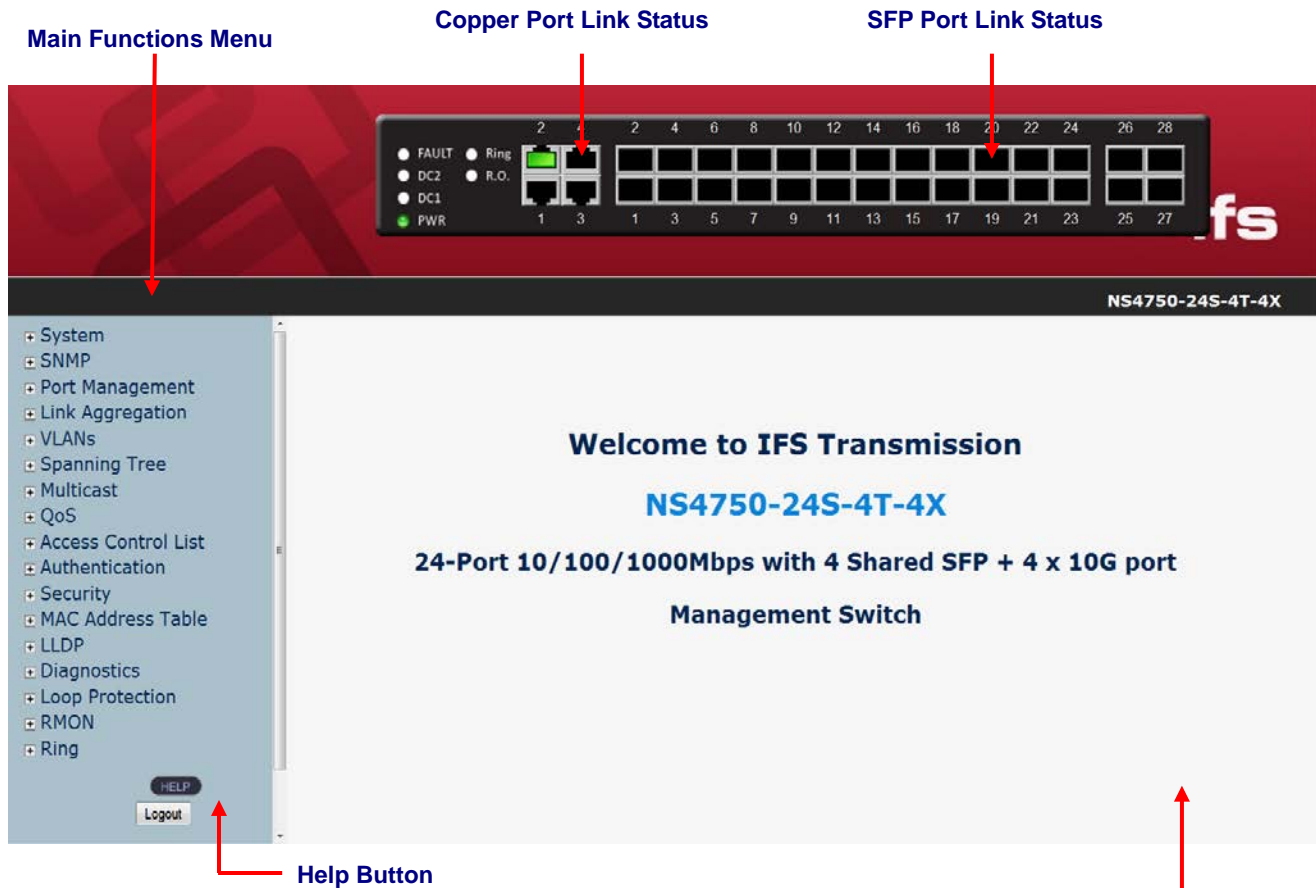 Copper Port Link Status
SFP Port Link Status
Main Functions Menu
2 4 2 4 6 8 10 12 14 16 18 20 22 24 26 28
FAULT Ring
DC2 R.O.
DC1
PWR
1 3 1 3 5 7 9 11 13 15 17 19 21 23 25 27
ifs
NS4750-24S-4T-4X
System
SNMP
Port Management
Link Aggregation
VLANs
Spanning Tree
Multicast
QoS
Access Control List
Authentication
Security
MAC Address Table
LLDP
Diagnostics
Loop Protection
RMON
Ring
HELP
Logout
Welcome to IFS Transmission
NS4750-24S-4T-4X
24-Port 10/100/1000Mbps with 4 Shared SFP + 4 x 10G port
Management Switch
Help Button